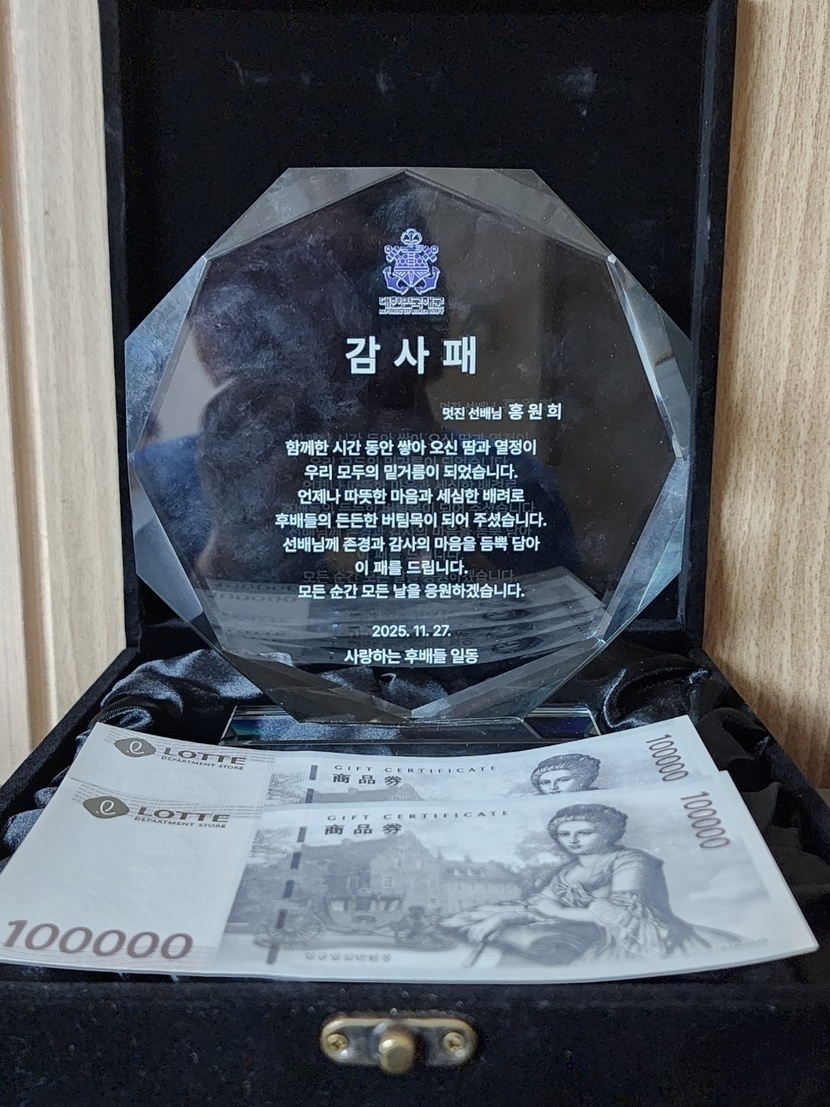 대한민국해군
REPUBLIC OF KOREA NAVY
감사패
멋진 선배님 홍원희
함께한 시간 동안 쌓아 오신 땀과 열정이
우리 모두의 밑거름이 되었습니다.
언제나 따뜻한 마음과 세심한 배려로
후배들의 든든한 버팀목이 되어 주셨습니다.
선배님께 존경과 감사의 마음을 듬뿍 담아
이 패를 드립니다.
모든 순간 모든 날을 응원하겠습니다.
2025. 11. 27.
사랑하는 후배들 일동
LOTTE
DEPARTMENT STORE
GIFT CERTIFICATE
商品券
100000
LOTTE
DEPARTMENT STORE
GIFT CERTIFICATE
商品券
100000
100000